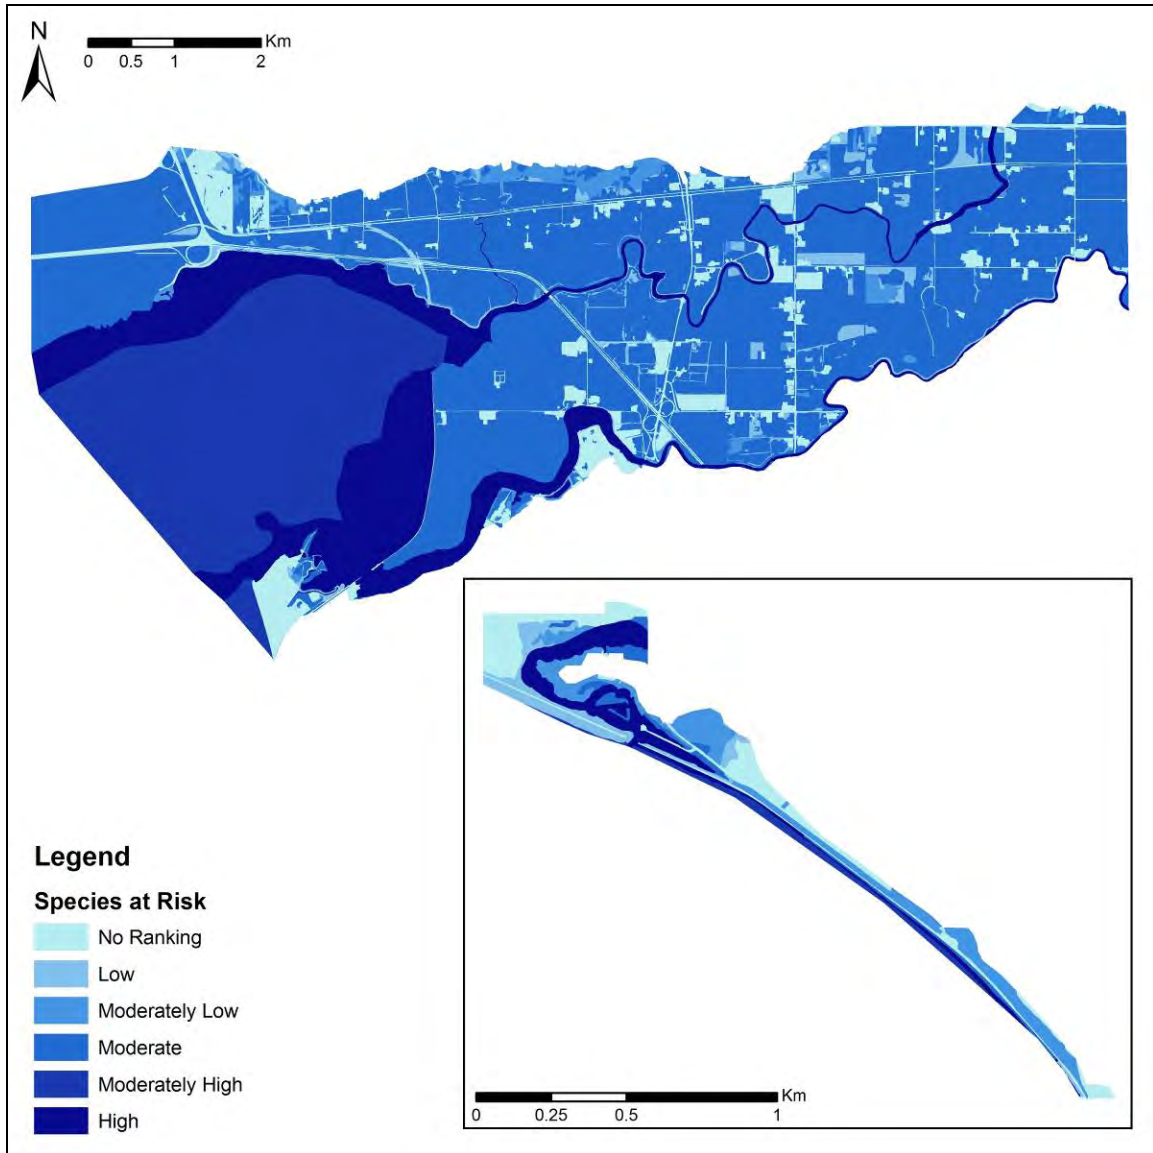 N
Km
0 0.5 1 2
Legend
Species at Risk
No Ranking
Low
Moderately Low
Moderate
Moderately High
High
Km
0 0.25 0.5 1